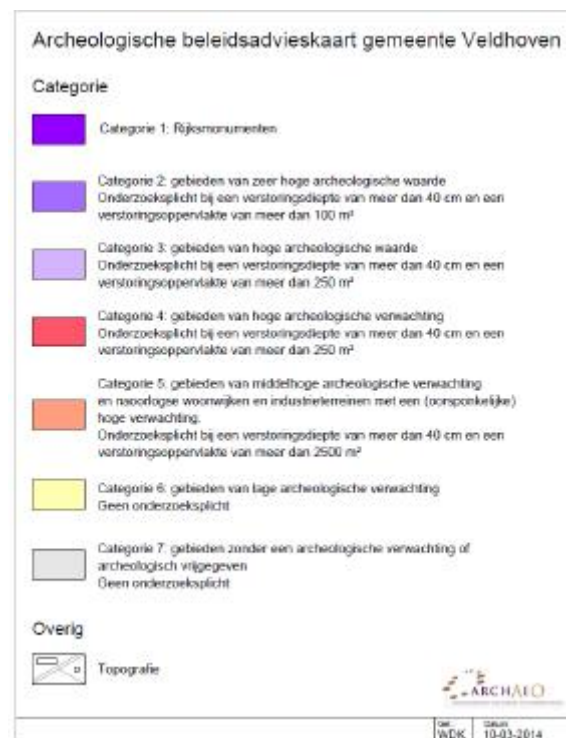 Archeologische beleidsadvieskaart gemeente Veldhoven
Categorie
Categorie 1: Rijksmonumenten
Categorie 2: gebieden van zeer hoge archeologische waarde
Onderzoeksplicht bij een verstoringsdiepte van meer dan 40 cm en een
verstoringsoppervlakte van meer dan 100 m²
Categorie 3: gebieden van hoge archeologische waarde
Onderzoeksplicht bij een verstoringsdiepte van meer dan 40 cm en een
verstoringsoppervlakte van meer dan 250 m²
Categorie 4: gebieden van hoge archeologische verwachting
Onderzoeksplicht bij een verstoringsdiepte van meer dan 40 cm en een
verstoringsoppervlakte van meer dan 250 m²
Categorie 5: gebieden van middelhoge archeologische verwachting
en naoorlogse woonwijken en industrieterreinen met een (oorsponkelijke)
hoge verwachting.
Onderzoeksplicht bij een verstoringsdiepte van meer dan 40 cm en een
verstoringsoppervlakte van meer dan 2500 m²
Categorie 6: gebieden van lage archeologische verwachting
Geen onderzoeksplicht
Categorie 7: gebieden zonder een archeologische verwachting of
archeologisch vrijgegeven
Geen onderzoeksplicht
Overig
Topografie
ARCHAEO
Get.: Datum
WDK 10-03-2014